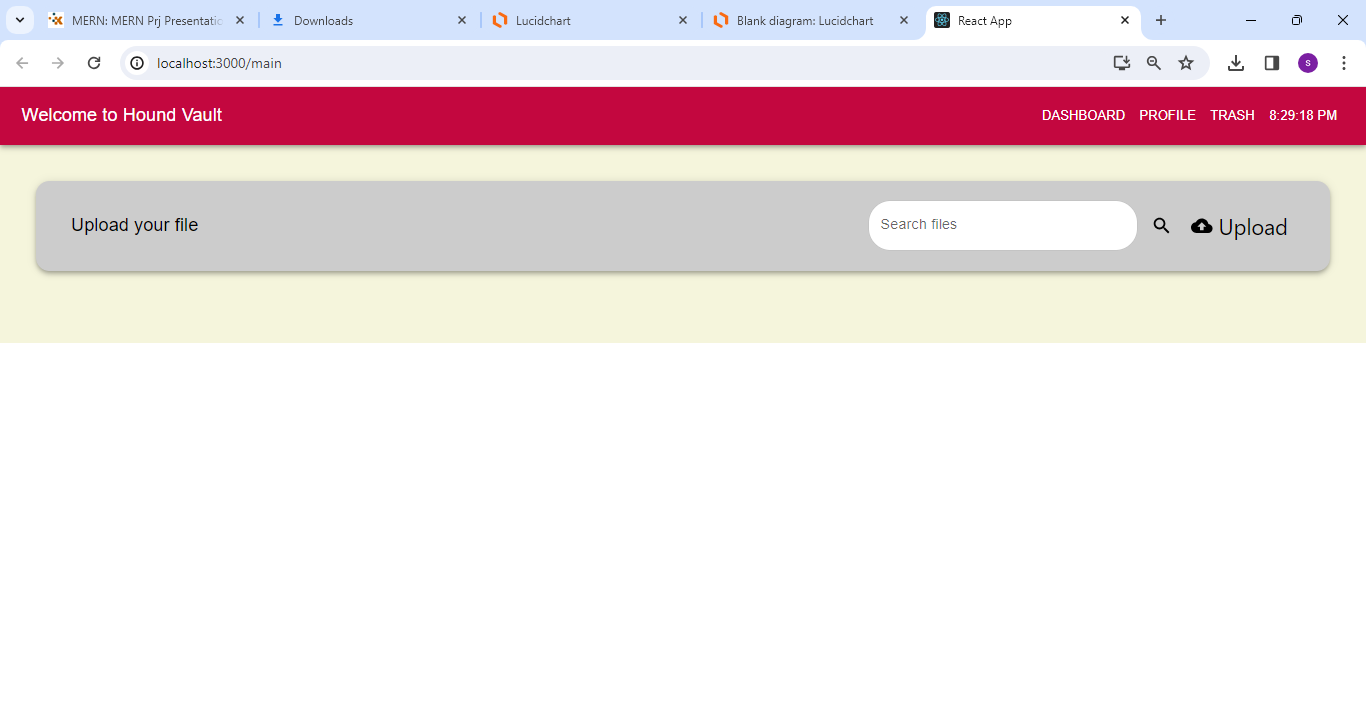 MERN: MERN Prj Presentatic
Downloads
Lucidchart
Blank diagram: Lucidchart
React App
localhost:3000/main
s
Welcome to Hound Vault
DASHBOARD PROFILE TRASH 8:29:18 PM
Upload your file
Search files
Upload